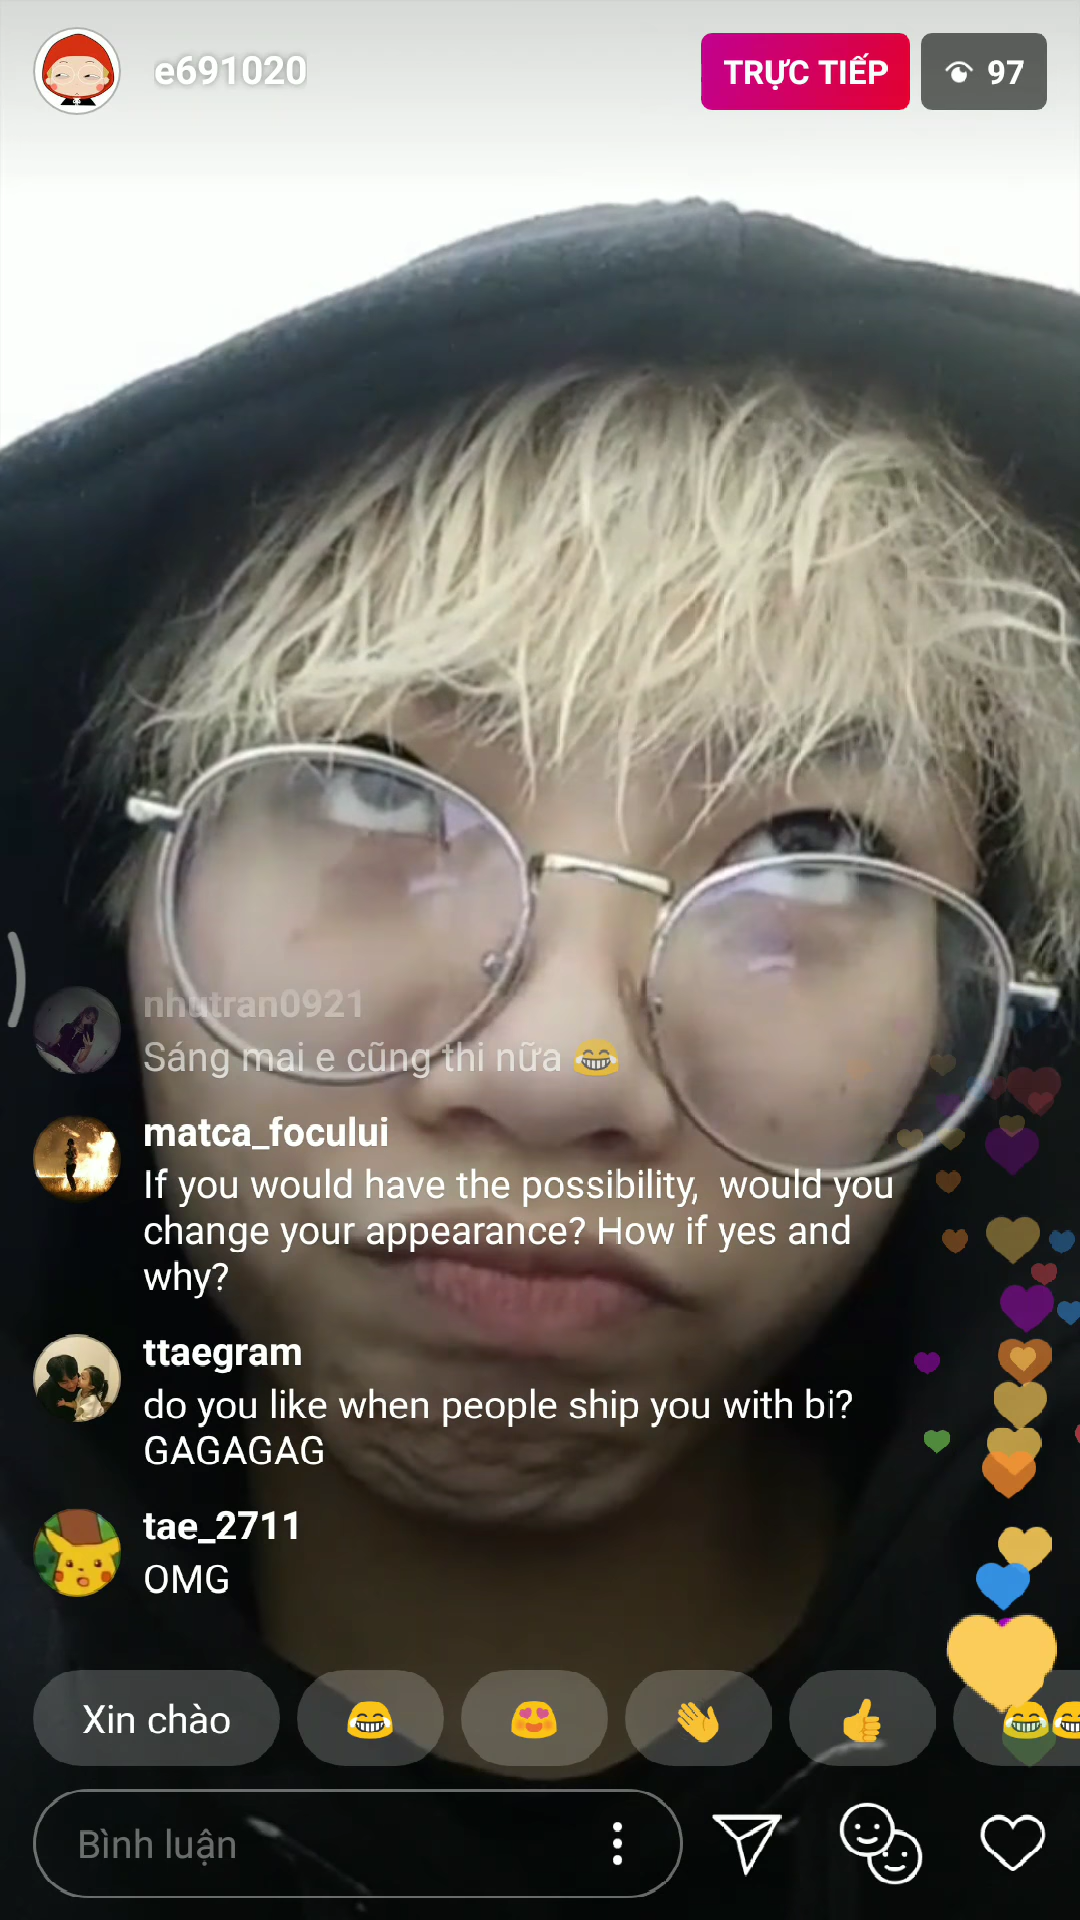 e691020
TRỰC TIẾP
97
nhutran0921
Sáng mai e cũng thi nữa 😂
matca_focului
If you would have the possibility,  would you
change your appearance? How if yes and
why?
ttaegram
do you like when people ship you with bi?
GAGAGAG
tae_2711
OMG
Xin chào 😂 😍 👋 👍 😂😂
Bình luận